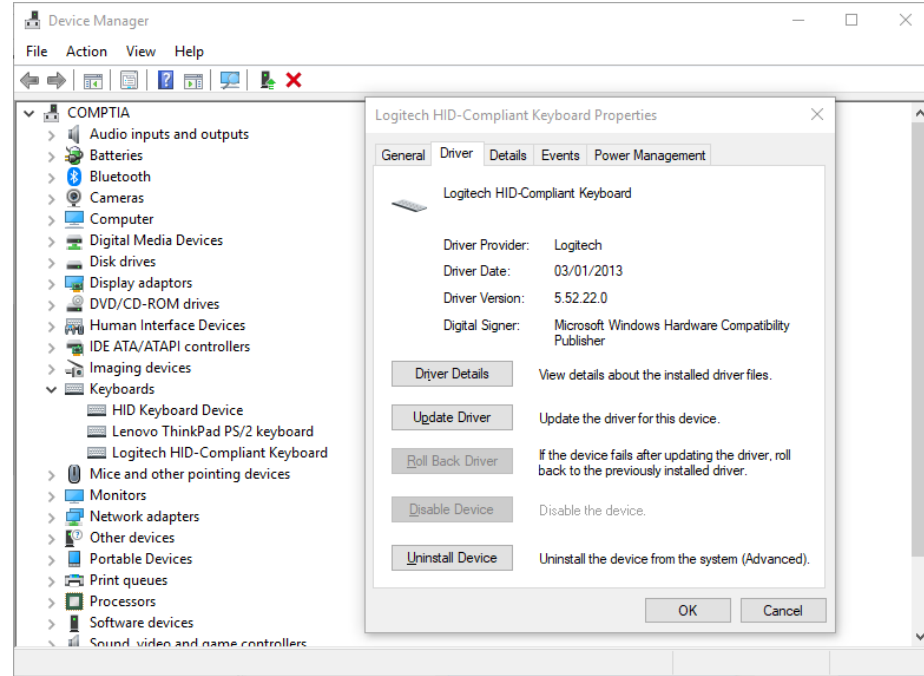 Device Manager
File Action View Help
COMPTIA
Audio inputs and outputs
Batteries
Bluetooth
Cameras
Computer
Digital Media Devices
Disk drives
Display adaptors
DVD/CD-ROM drives
Human Interface Devices
IDE ATA/ATAPI controllers
Imaging devices
Keyboards
HID Keyboard Device
Lenovo ThinkPad PS/2 keyboard
Logitech HID-Compliant Keyboard
Mice and other pointing devices
Monitors
Network adapters
Other devices
Portable Devices
Print queues
Processors
Software devices
Sound, video and game controllers
Logitech HID-Compliant Keyboard Properties
General Driver Details Events Power Management
Logitech HID-Compliant Keyboard
Driver Provider: Logitech
Driver Date: 03/01/2013
Driver Version: 5.52.22.0
Digital Signer: Microsoft Windows Hardware Compatibility
Publisher
Driver Details View details about the installed driver files.
Update Driver Update the driver for this device.
Roll Back Driver If the device fails after updating the driver, roll
back to the previously installed driver.
Disable Device Disable the device.
Uninstall Device Uninstall the device from the system (Advanced).
OK Cancel